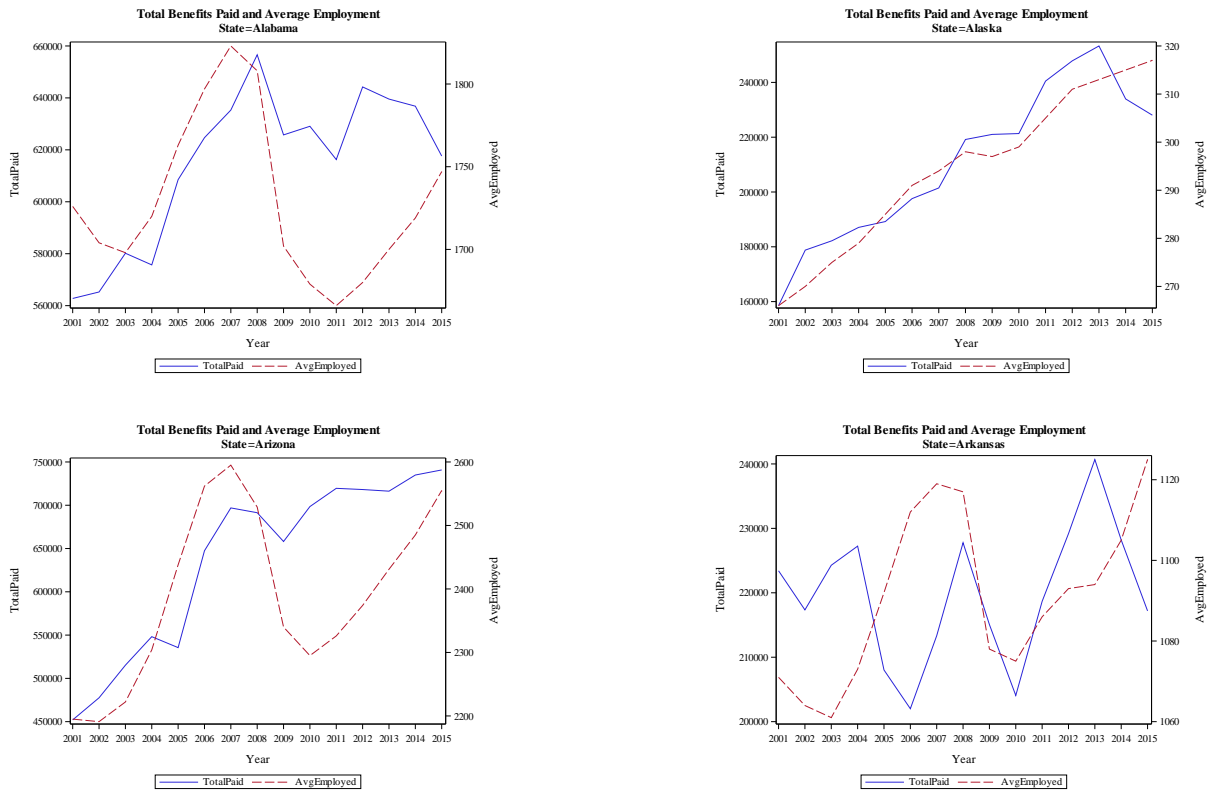 Total Benefits Paid and Average Employment
State=Alabama
660000
640000
620000
600000
580000
560000
TotalPaid
1800
1750
1700
AvgEmployed
2001 2002 2003 2004 2005 2006 2007 2008 2009 2010 2011 2012 2013 2014 2015
Year
TotalPaid AvgEmployed
Total Benefits Paid and Average Employment
State=Alaska
240000
220000
200000
180000
160000
TotalPaid
320
310
300
290
280
270
AvgEmployed
2001 2002 2003 2004 2005 2006 2007 2008 2009 2010 2011 2012 2013 2014 2015
Year
TotalPaid AvgEmployed
Total Benefits Paid and Average Employment
State=Arizona
750000
700000
650000
600000
550000
500000
450000
TotalPaid
2600
2500
2400
2300
2200
AvgEmployed
2001 2002 2003 2004 2005 2006 2007 2008 2009 2010 2011 2012 2013 2014 2015
Year
TotalPaid AvgEmployed
Total Benefits Paid and Average Employment
State=Arkansas
240000
230000
220000
210000
200000
TotalPaid
1120
1100
1080
1060
AvgEmployed
2001 2002 2003 2004 2005 2006 2007 2008 2009 2010 2011 2012 2013 2014 2015
Year
TotalPaid AvgEmployed